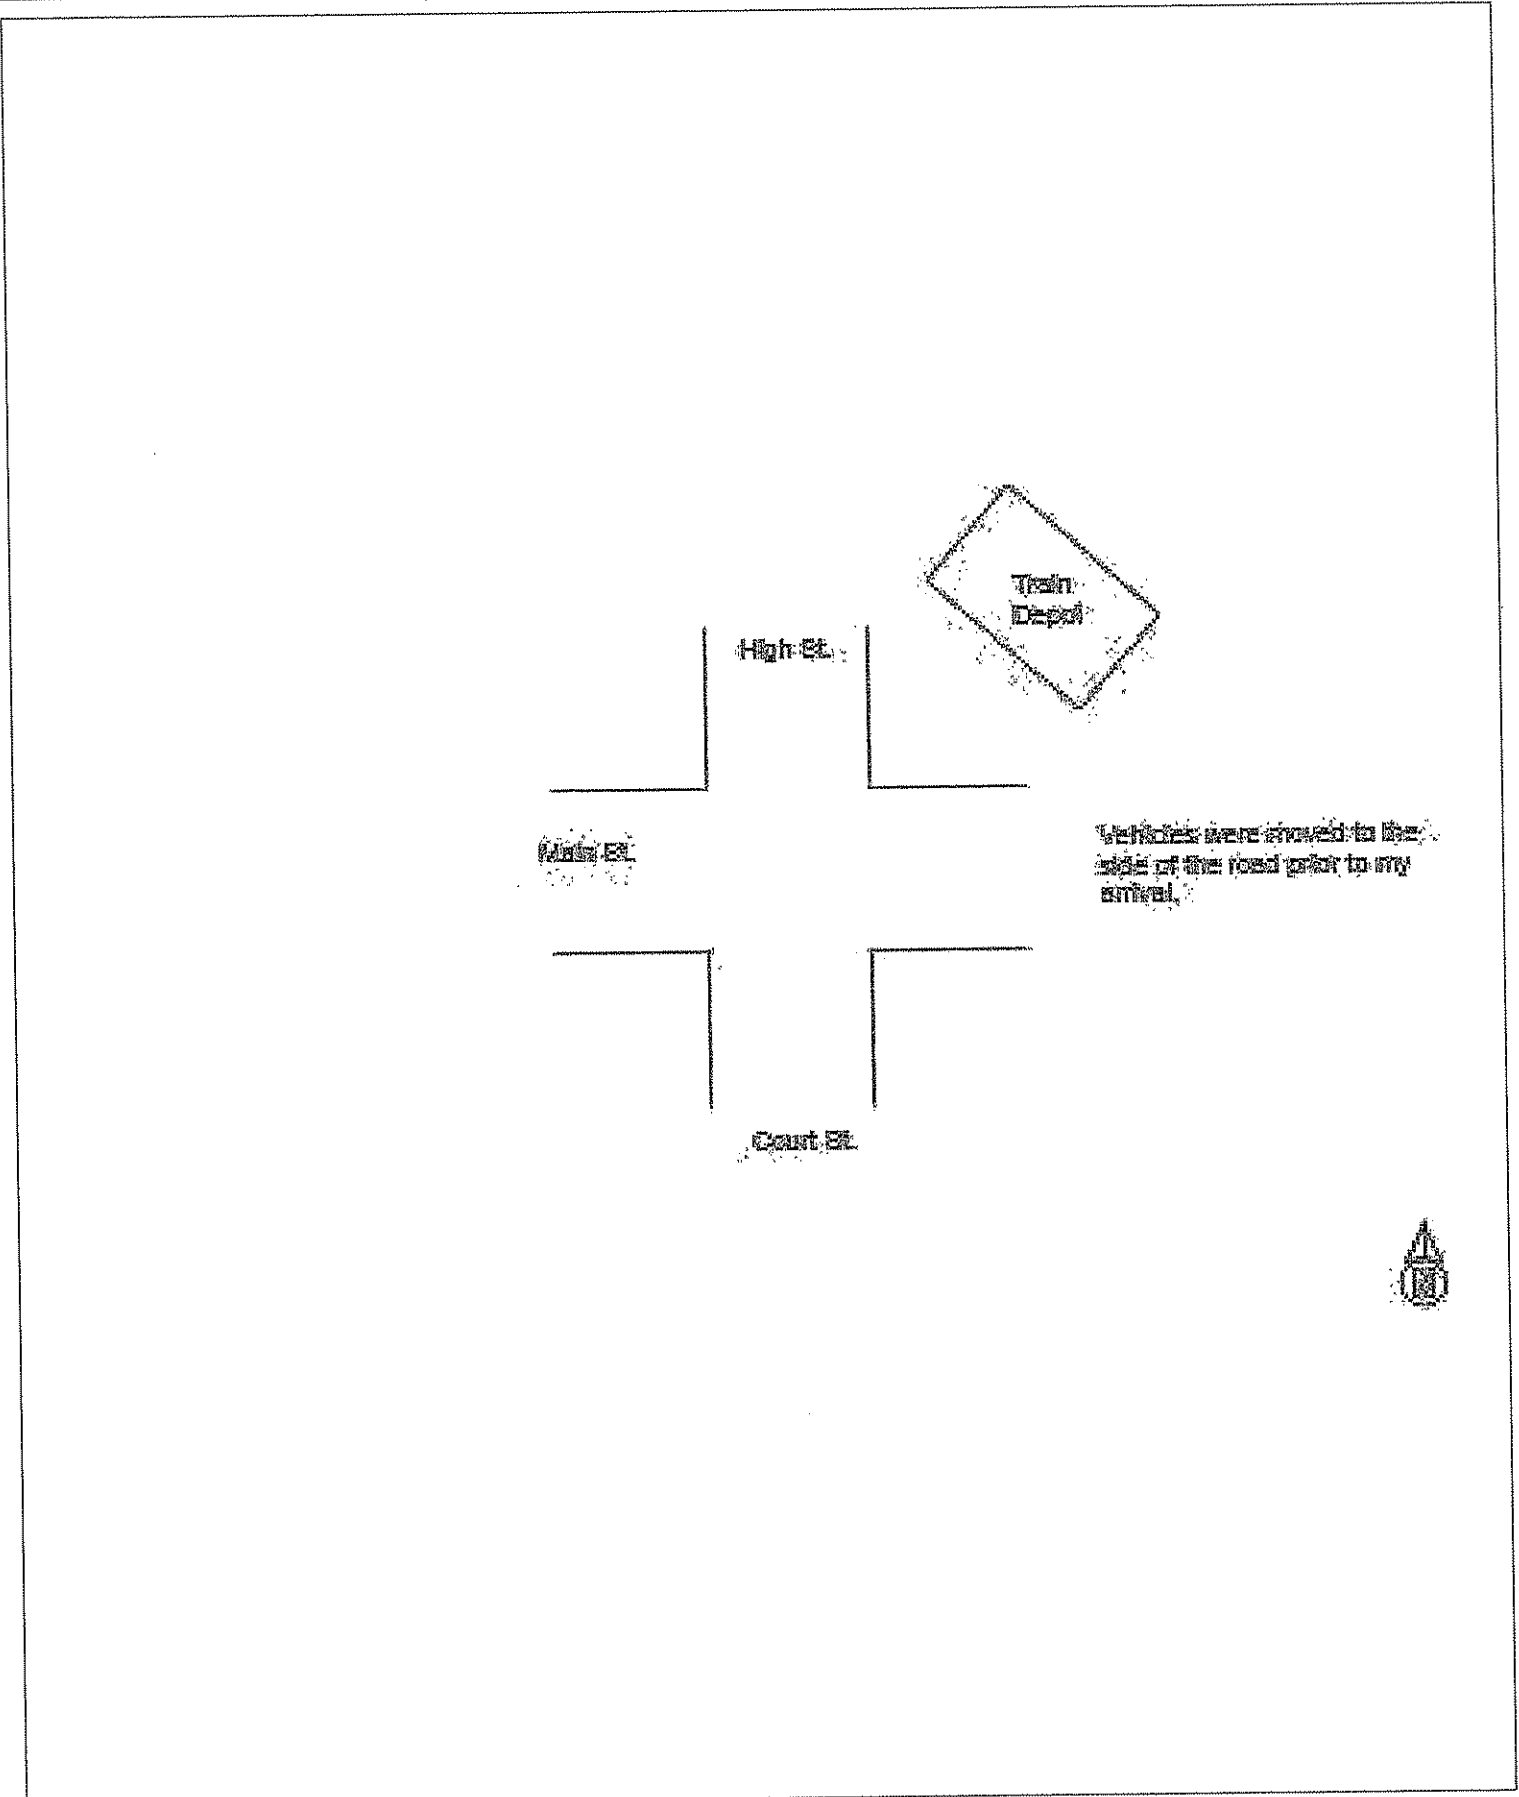 Train
Depot
High St.
Main St.
Vehicles were moved to the
side of the road prior to my
arrival.
Court St.
N